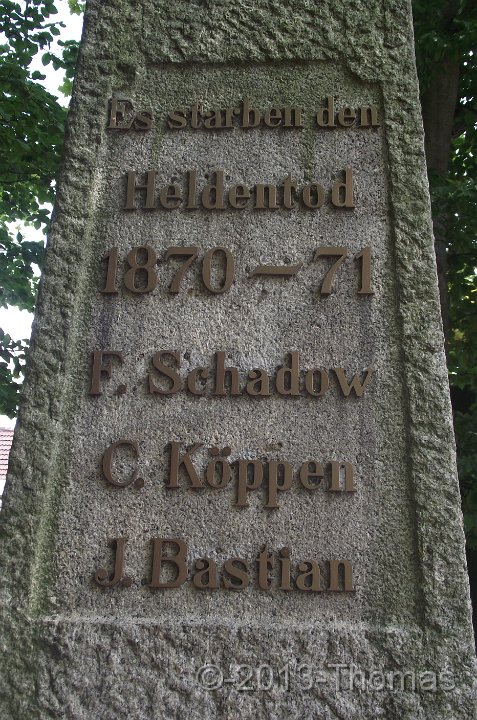 Es starben den
Heldentod
1870 – 71
F. Schadow
C. Köppen
J. Bastian
©-2013-Thomas